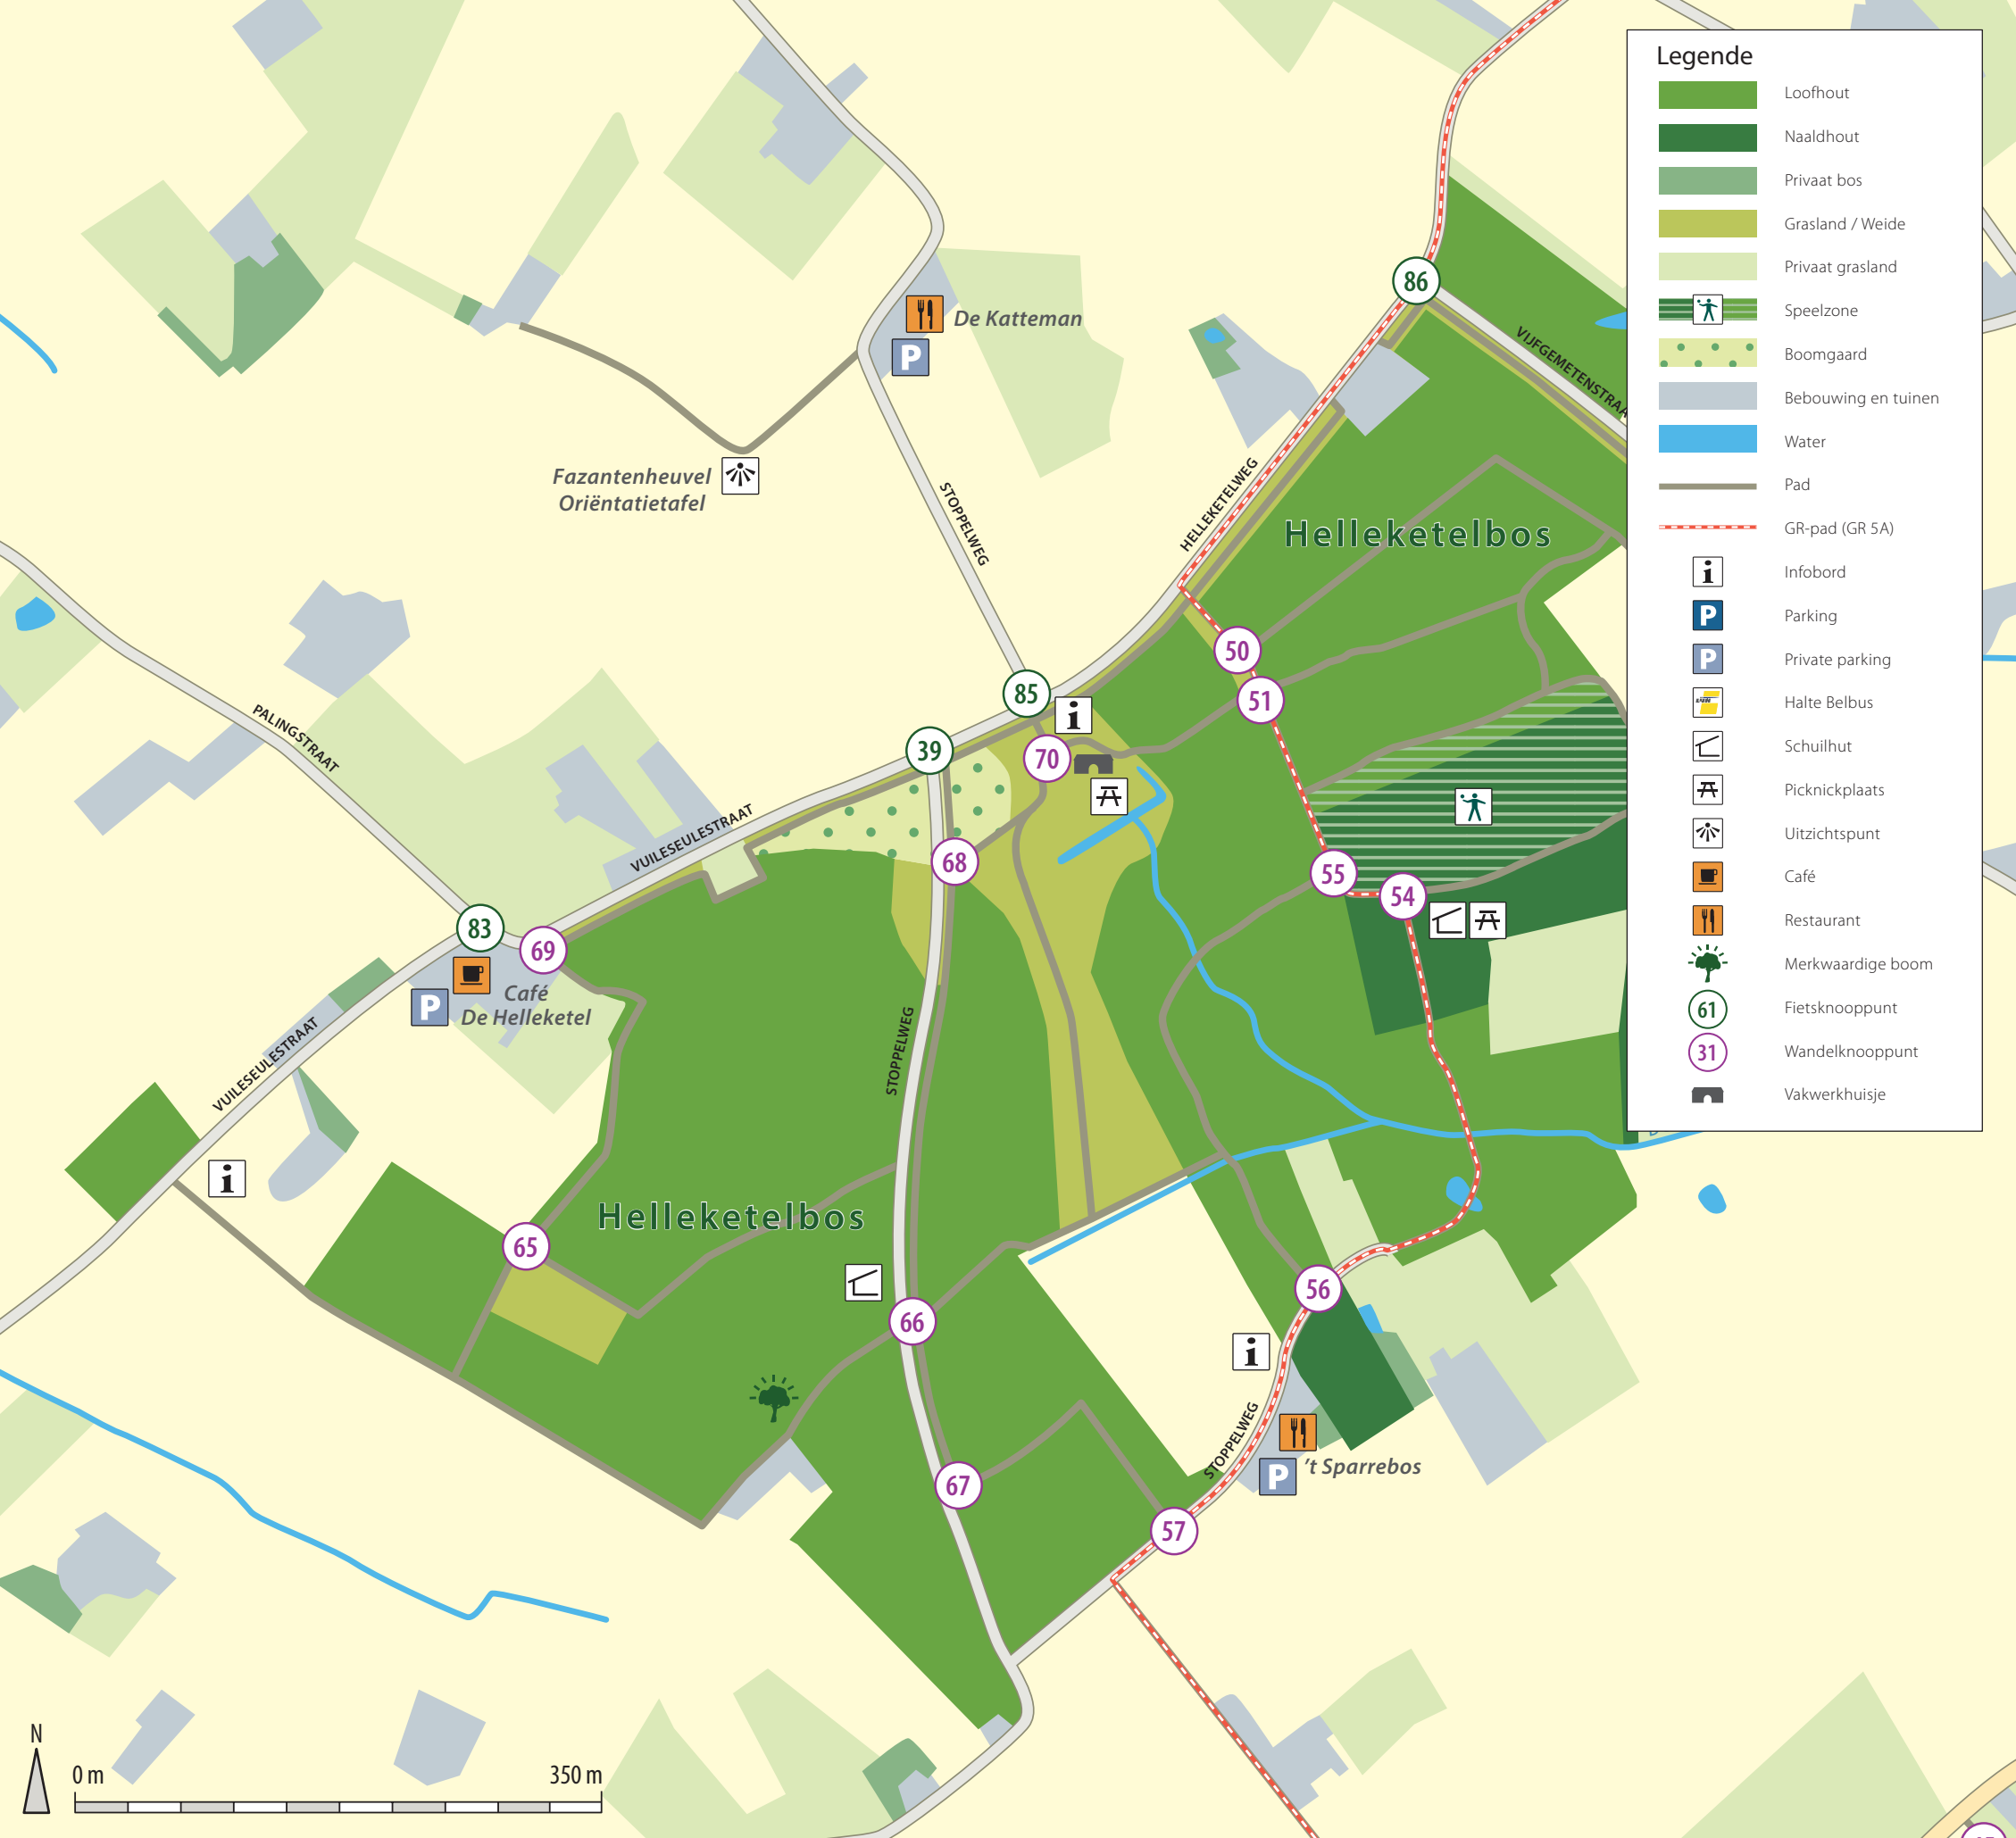 Legende
Loofhout
Naaldhout
Privaat bos
Grasland / Weide
Privaat grasland
Speelzone
Boomgaard
Bebouwing en tuinen
Water
Pad
GR-pad (GR 5A)
i Infobord
P Parking
P Private parking
Halte Belbus
Schuilhut
Picknickplaats
Uitzichtspunt
Café
Restaurant
Merkwaardige boom
61 Fietsknooppunt
31 Wandelknooppunt
Vakwerkhuisje
86
De Katteman
P
VIJFGEMETENSTRAA
Fazantenheuvel
Oriëntatietafel
STOPPELWEG
HELLEKETELWEG
Helleketelbos
50
51
85
i
39
70
PALINGSTRAAT
VUILESEULESTRAAT
68
55
54
83
69
Café
De Helleketel
P
STOPPELWEG
VUILESEULESTRAAT
i
Helleketelbos
65
66
56
i
STOPPELWEG
't Sparrebos
P
67
57
N
0 m
350 m